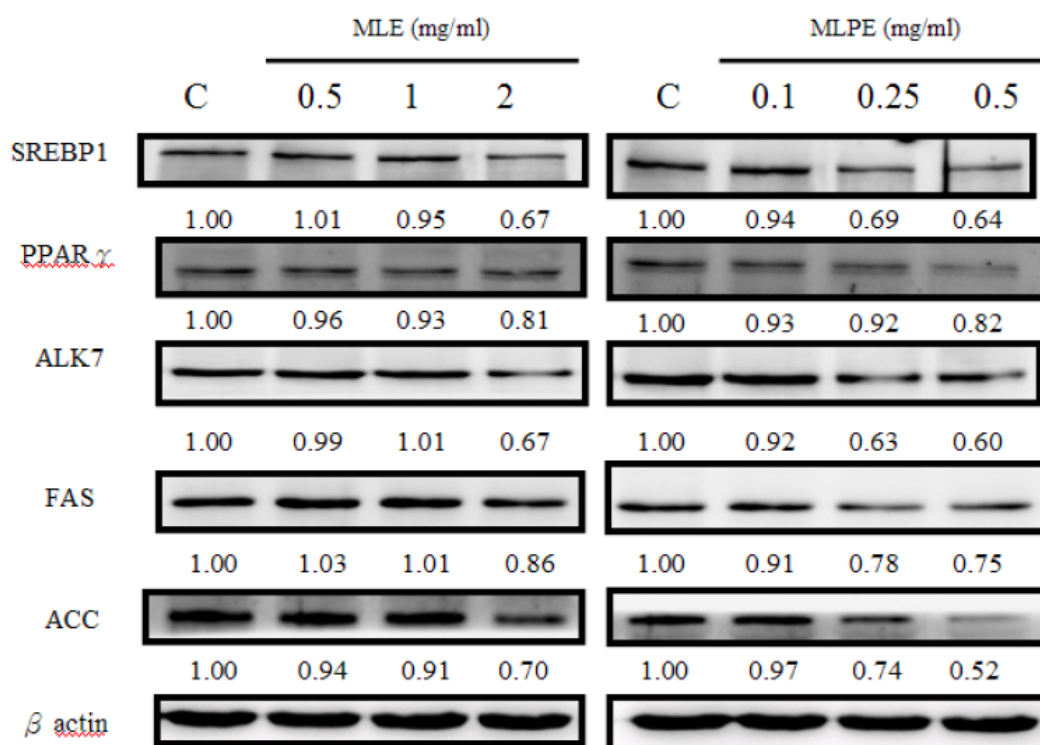 MLE (mg/ml) MLPE (mg/ml)
C 0.5 1 2 C 0.1 0.25 0.5
SREBP1
1.00 1.01 0.95 0.67 1.00 0.94 0.69 0.64
PPAR γ
1.00 0.96 0.93 0.81 1.00 0.93 0.92 0.82
ALK7
1.00 0.99 1.01 0.67 1.00 0.92 0.63 0.60
FAS
1.00 1.03 1.01 0.86 1.00 0.91 0.78 0.75
ACC
1.00 0.94 0.91 0.70 1.00 0.97 0.74 0.52
β actin